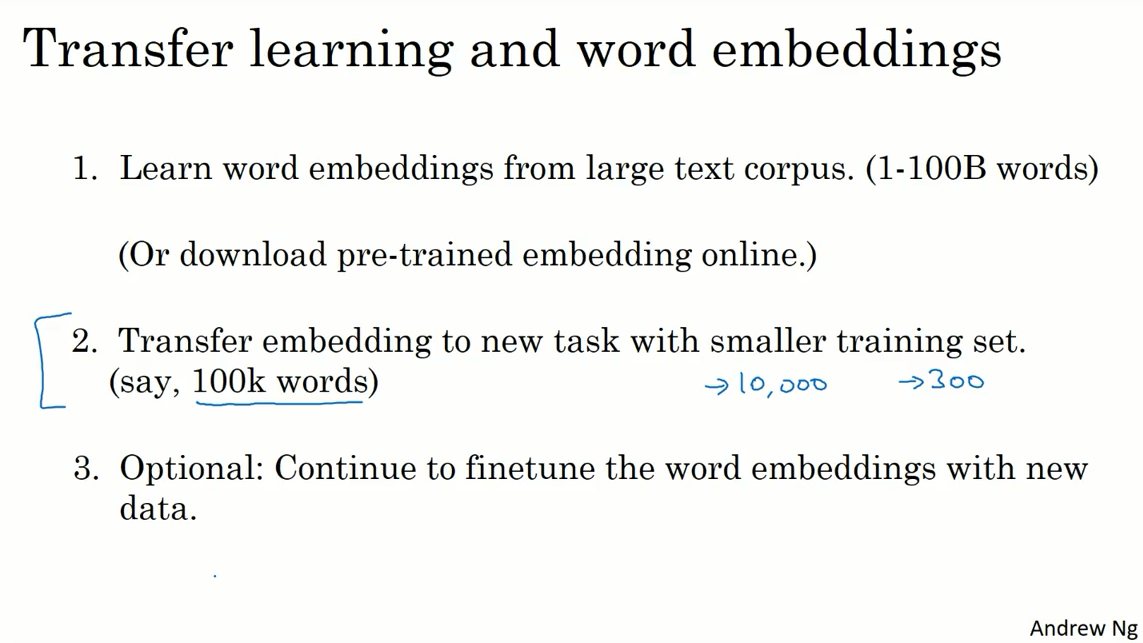 Transfer learning and word embeddings
1. Learn word embeddings from large text corpus. (1-100B words)
(Or download pre-trained embedding online.)
2. Transfer embedding to new task with smaller training set.
(say, 100k words) → 10,000 → 300
3. Optional: Continue to finetune the word embeddings with new
data.
Andrew Ng